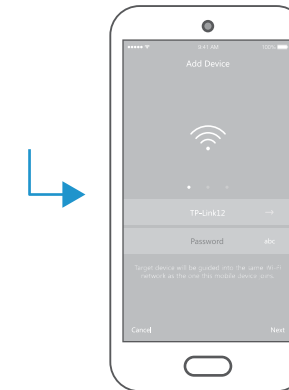 9:41 AM 100%
Add Device
TP-Link12
Password abc
Target device will be guided into the same Wi-Fi
network as the one this mobile device joins.
Cancel Next